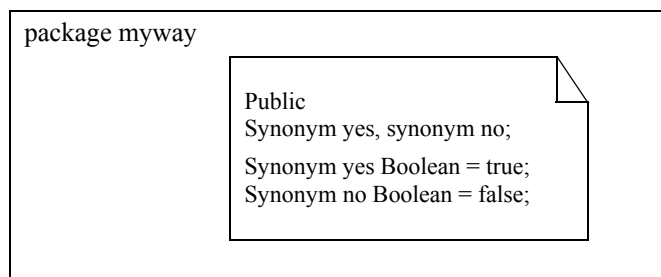 package myway
Public
Synonym yes, synonym no;
Synonym yes Boolean = true;
Synonym no Boolean = false;